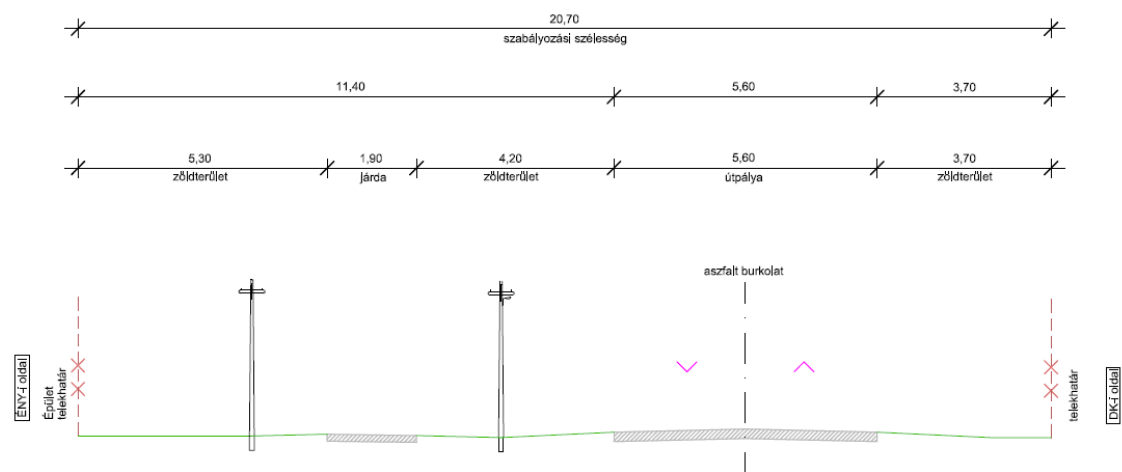 20,70
szabályozási szélesség
11,40
5,60
3,70
5,30
1,90
4,20
5,60
3,70
zöldterület
járda
zöldterület
útpálya
zöldterület
aszfalt burkolat
ÉNY-i oldal
Épület
telekhatár
telekhatár
DK-i oldal